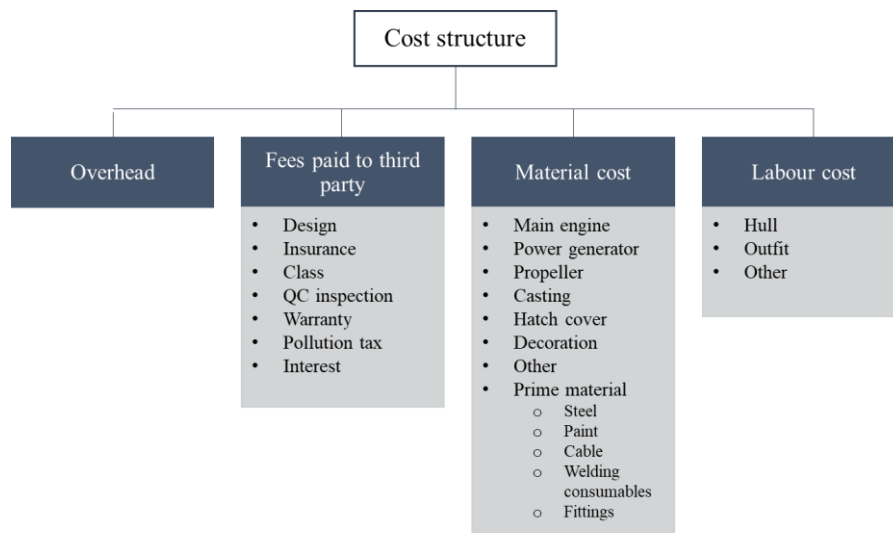 Cost structure
Overhead
Fees paid to third
party
• Design
• Insurance
• Class
• QC inspection
• Warranty
• Pollution tax
• Interest
Material cost
• Main engine
• Power generator
• Propeller
• Casting
• Hatch cover
• Decoration
• Other
• Prime material
o Steel
o Paint
o Cable
o Welding
consumables
o Fittings
Labour cost
• Hull
• Outfit
• Other